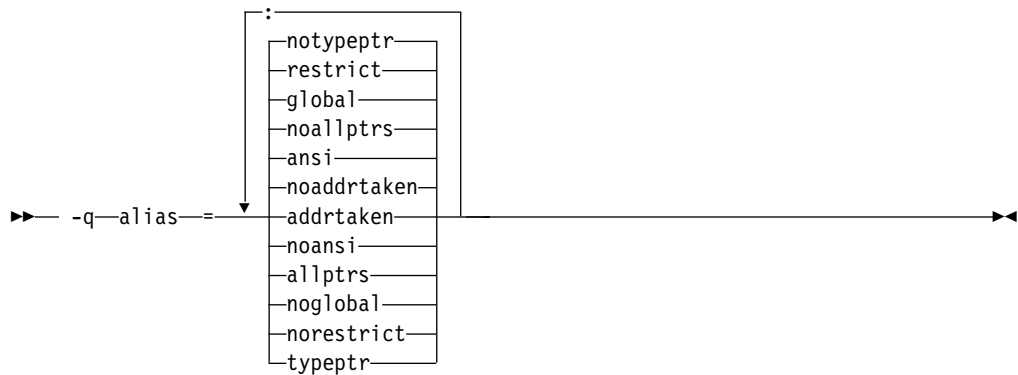 :
notypeptr
restrict
global
noallptrs
ansi
noaddrtaken
-q alias = addrtaken
noansi
allptrs
noglobal
norestrict
typeptr